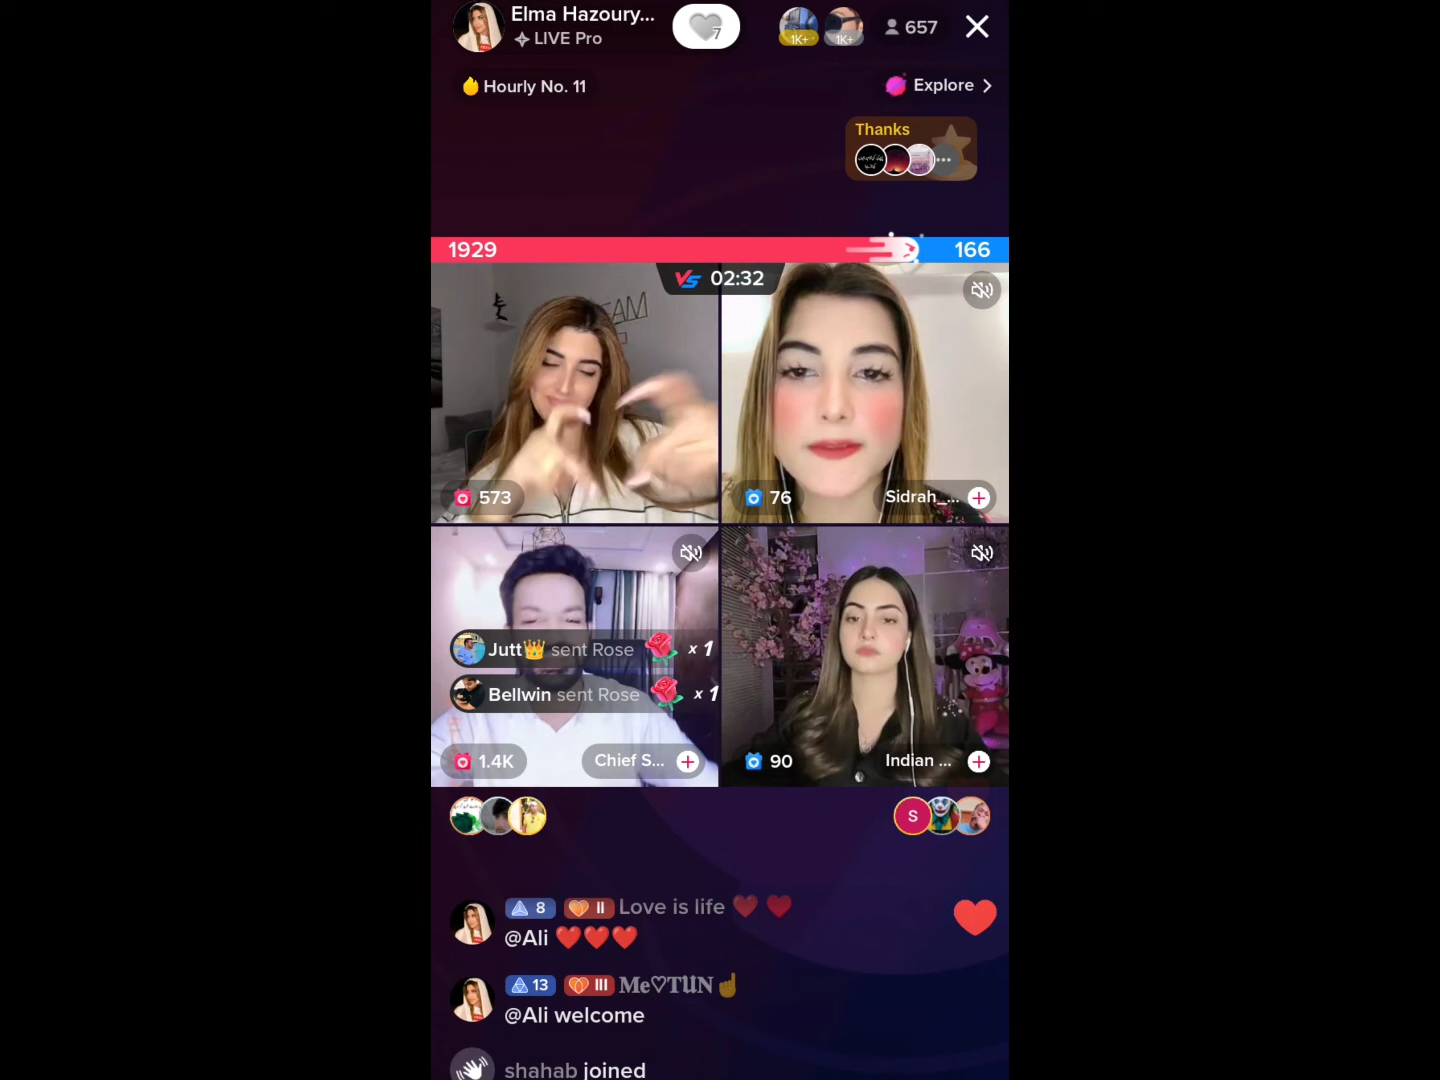 Elma Hazoury...
LIVE Pro
7
1K+
1K+
657
Hourly No. 11
Explore
Thanks
1929
166
VS 02:32
573
76
Sidrah_...
Jutt👑 sent Rose x 1
Bellwin sent Rose x 1
1.4K
Chief S...
90
Indian ...
S
8 II Love is life ❤️ ❤️
@Ali ❤️❤️❤️
13 III 𝐌𝐞♡𝐓𝐈𝐈𝐍☝️
@Ali welcome
shahab joined